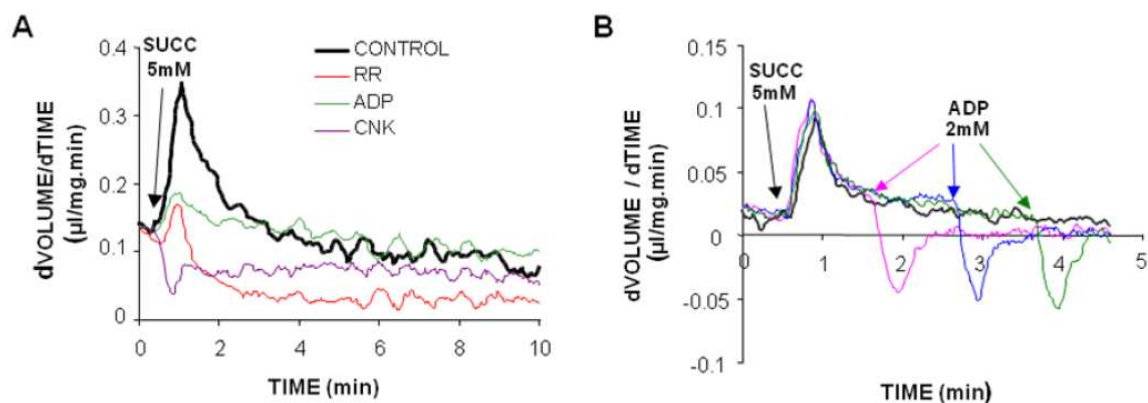 A
SUCC
5mM
CONTROL
RR
ADP
CNK
0.4
0.3
0.2
0.1
0
0 2 4 6 8 10
dVOLUME/dTIME
(µl/mg.min)
TIME (min)
B
SUCC
5mM
ADP
2mM
0.15
0.1
0.05
0
-0.05
-0.1
0 1 2 3 4 5
dVOLUME / dTIME
(µl/mg.min)
TIME (min)